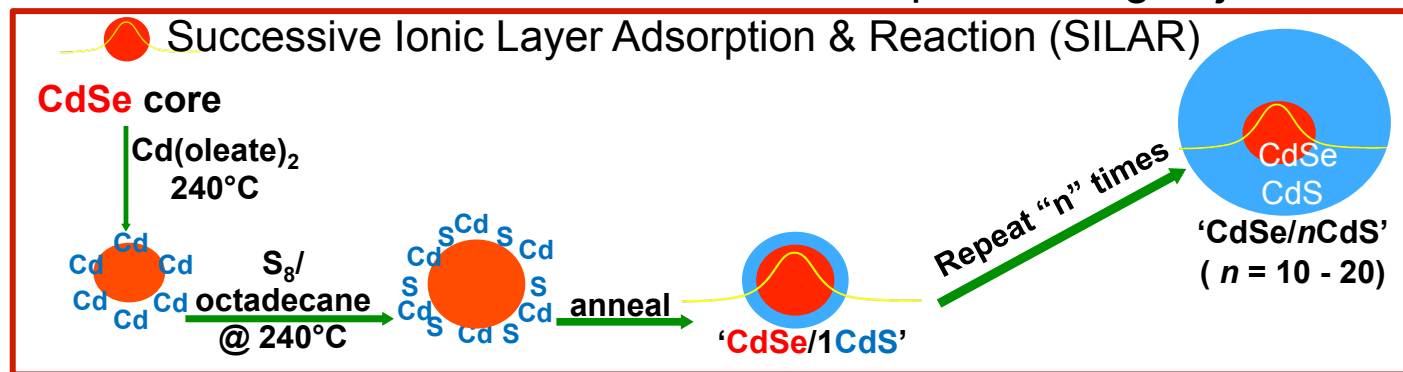 Successive Ionic Layer Adsorption & Reaction (SILAR)
CdSe core
Cd(oleate)₂
240°C
Cd
Cd
Cd
Cd
Cd
Cd
S₈/
octadecane
@ 240°C
Cd
S
S
Cd
Cd
S
S
Cd
Cd
S
S
Cd
anneal
‘CdSe/1CdS’
Repeat “n” times
CdSe
CdS
‘CdSe/nCdS’
( n = 10 - 20)